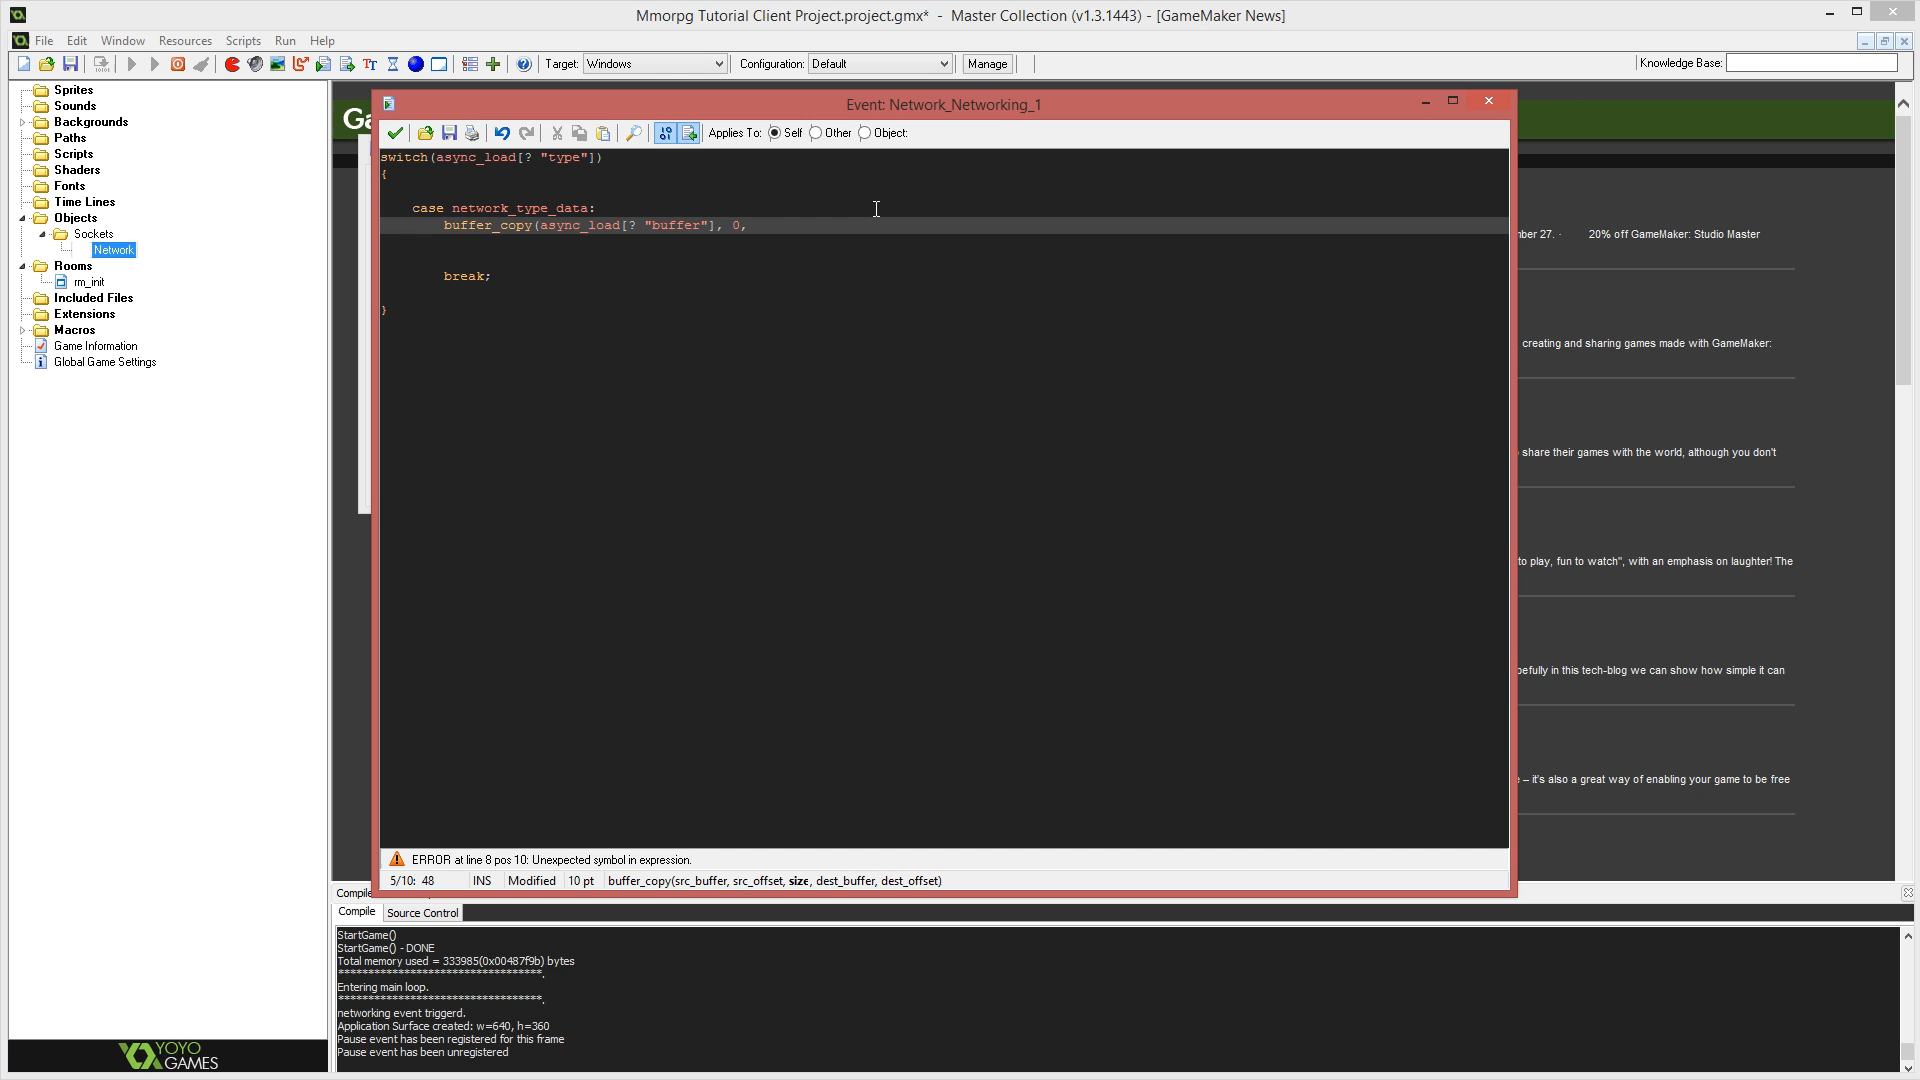 Mmorpg Tutorial Client Project.project.gmx* - Master Collection (v1.3.1443) - [GameMaker News]
File Edit Window Resources Scripts Run Help
Target: Windows Configuration: Default Manage Knowledge Base:
Sprites
Sounds
Backgrounds
Paths
Scripts
Shaders
Fonts
Time Lines
Objects
Sockets
Network
Rooms
rm_init
Included Files
Extensions
Macros
Game Information
Global Game Settings
YOYO
GAMES
Ga
Event: Network_Networking_1
Applies To: Self Other Object:
switch(async_load[? "type"])
{
case network_type_data:
buffer_copy(async_load[? "buffer"], 0,
break;
}
ERROR at line 8 pos 10: Unexpected symbol in expression.
5/10: 48 INS Modified 10 pt buffer_copy(src_buffer, src_offset, size, dest_buffer, dest_offset)
ber 27. · 20% off GameMaker: Studio Master
creating and sharing games made with GameMaker:
share their games with the world, although you don't
to play, fun to watch", with an emphasis on laughter! The
pefully in this tech-blog we can show how simple it can
– it's also a great way of enabling your game to be free
Compile
Compile Source Control
StartGame()
StartGame() - DONE
Total memory used = 333985(0x00487f9b) bytes
**********************************.
Entering main loop.
**********************************.
networking event triggerd.
Application Surface created: w=640, h=360
Pause event has been registered for this frame
Pause event has been unregistered